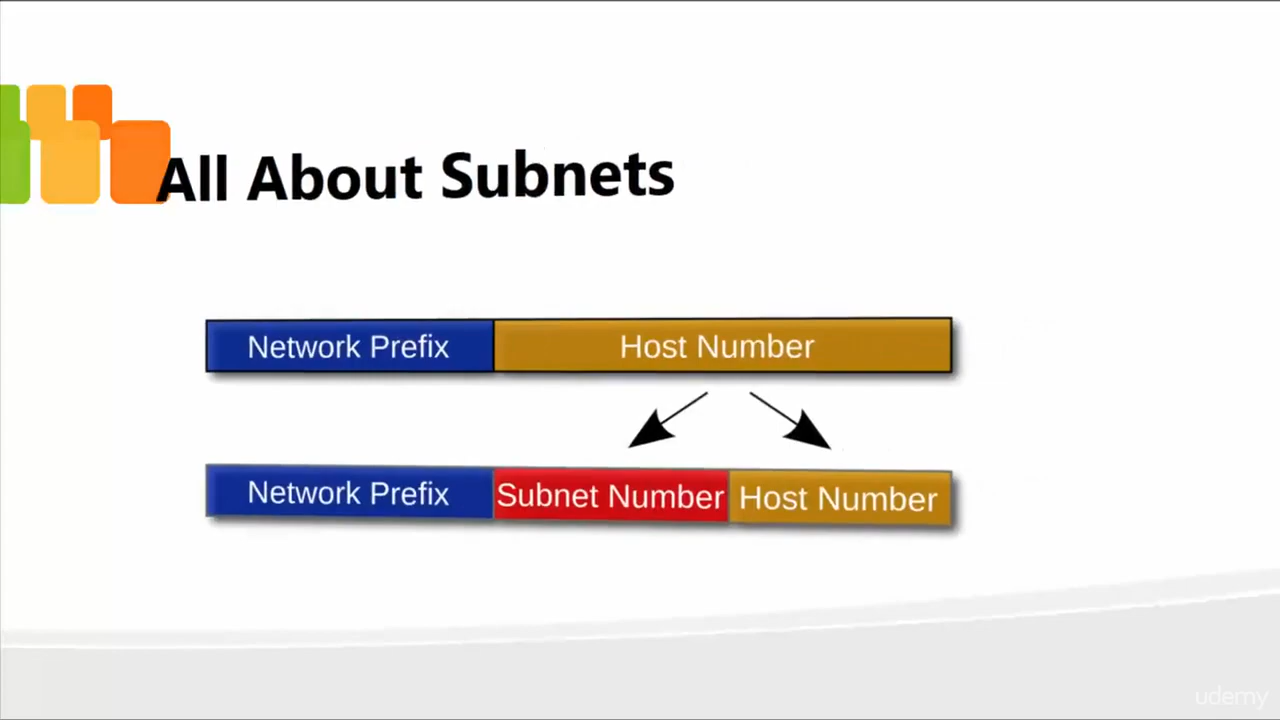 All About Subnets
Network Prefix Host Number
Network Prefix Subnet Number Host Number
udemy